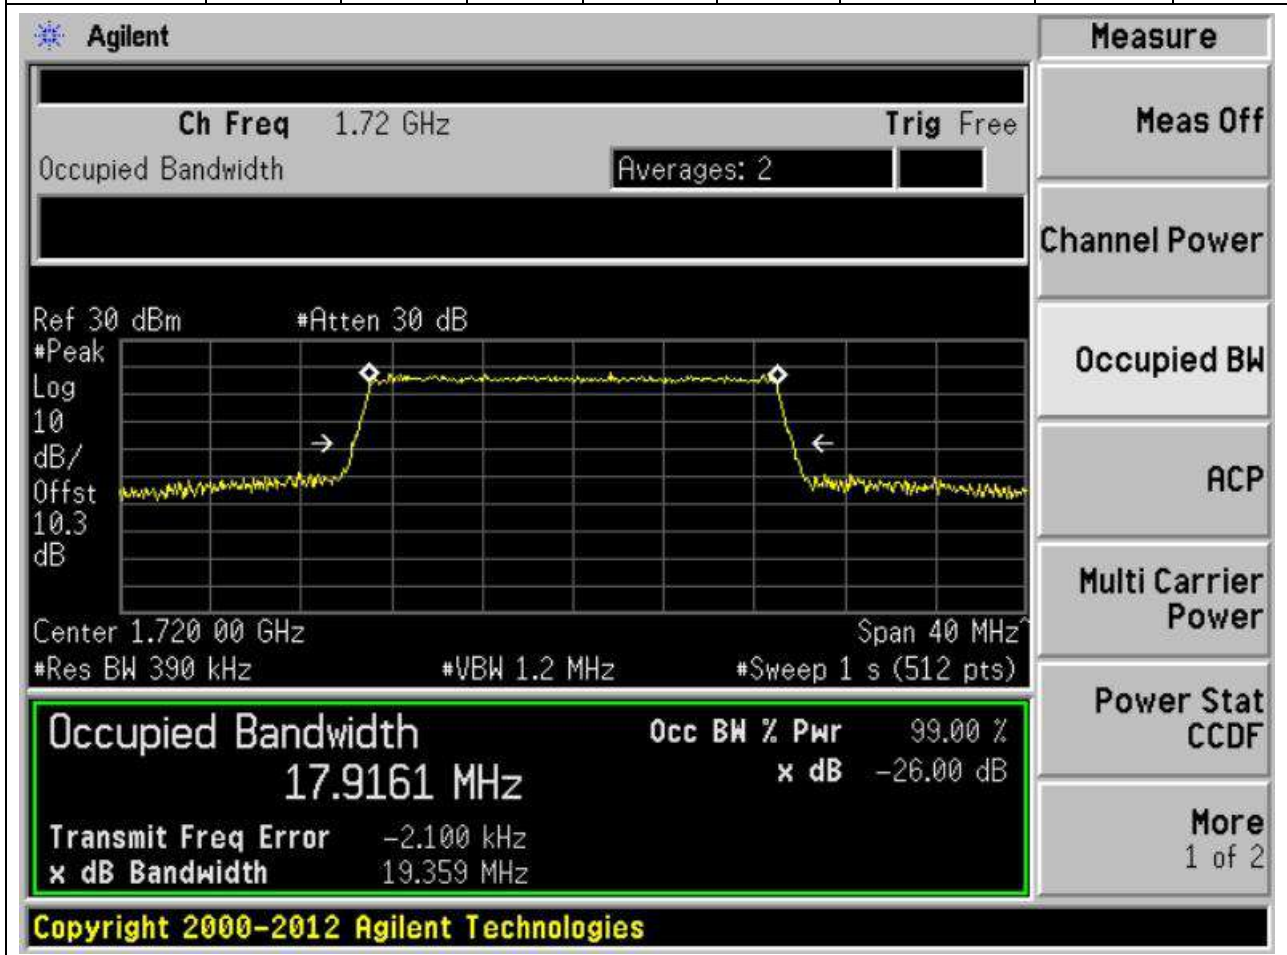 Agilent
Measure
Ch Freq 1.72 GHz Trig Free
Occupied Bandwidth Averages: 2
Meas Off
Channel Power
Occupied BW
ACP
Multi Carrier
Power
Power Stat
CCDF
More
1 of 2
Ref 30 dBm #Atten 30 dB
#Peak
Log
10
dB/
Offst
10.3
dB
Center 1.720 00 GHz Span 40 MHz^
#Res BW 390 kHz #VBW 1.2 MHz #Sweep 1 s (512 pts)
Occupied Bandwidth Occ BW % Pwr 99.00 %
17.9161 MHz x dB -26.00 dB
Transmit Freq Error -2.100 kHz
x dB Bandwidth 19.359 MHz
Copyright 2000-2012 Agilent Technologies